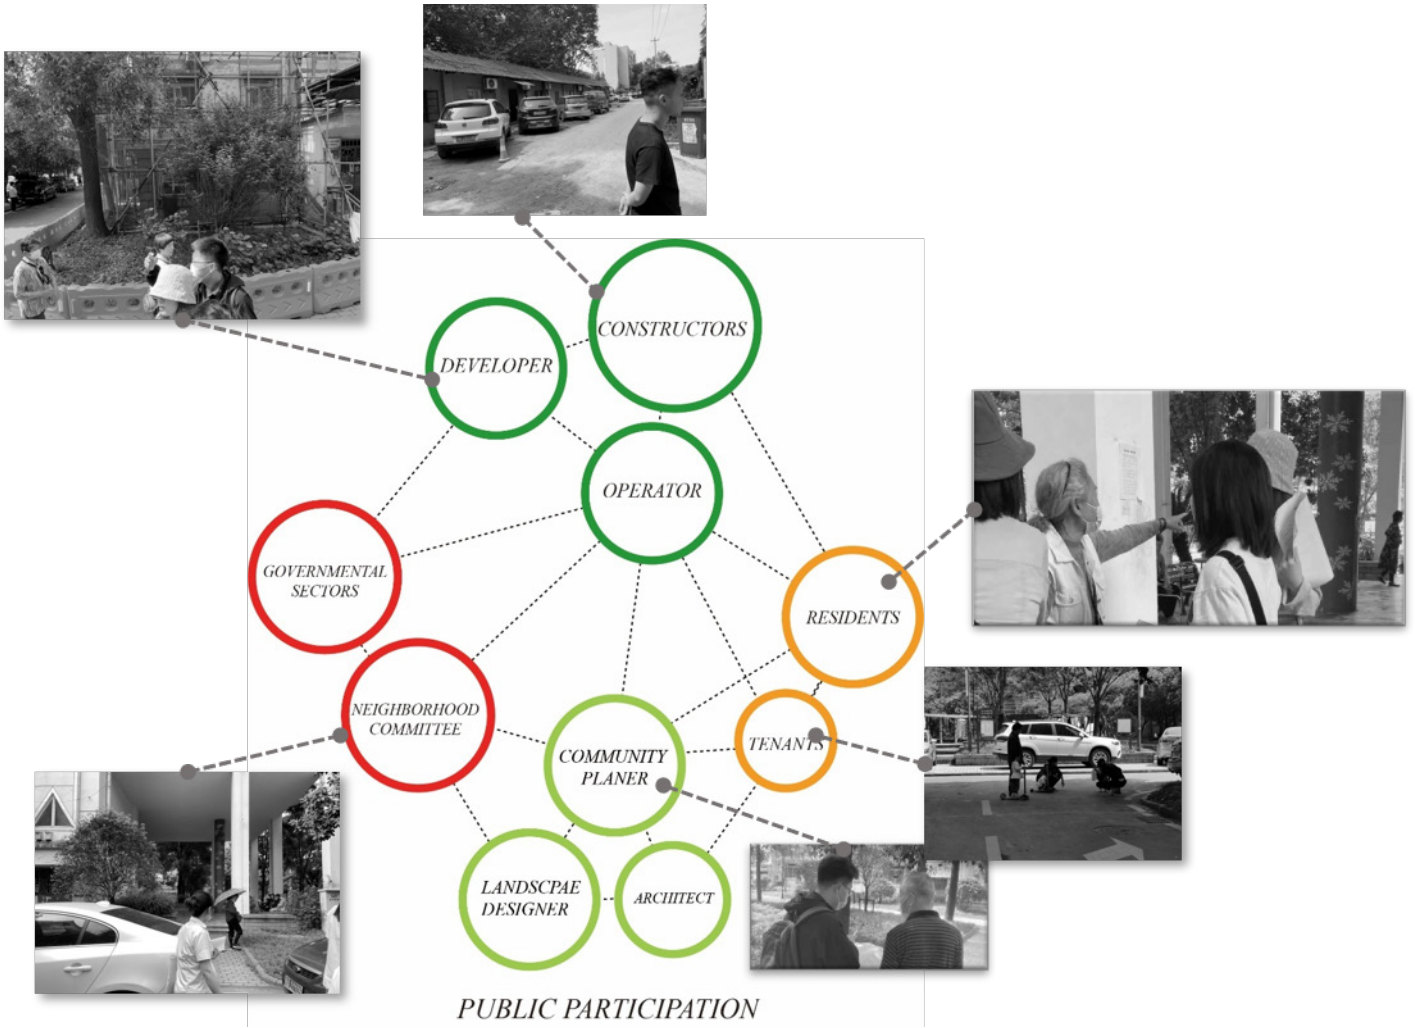 CONSTRUCTORS
DEVELOPER
OPERATOR
GOVERNMENTAL
SECTORS
RESIDENTS
NEIGHBORHOOD
COMMITTEE
TENANTS
COMMUNITY
PLANER
LANDSCPAE
DESIGNER
ARCHITECT
PUBLIC PARTICIPATION